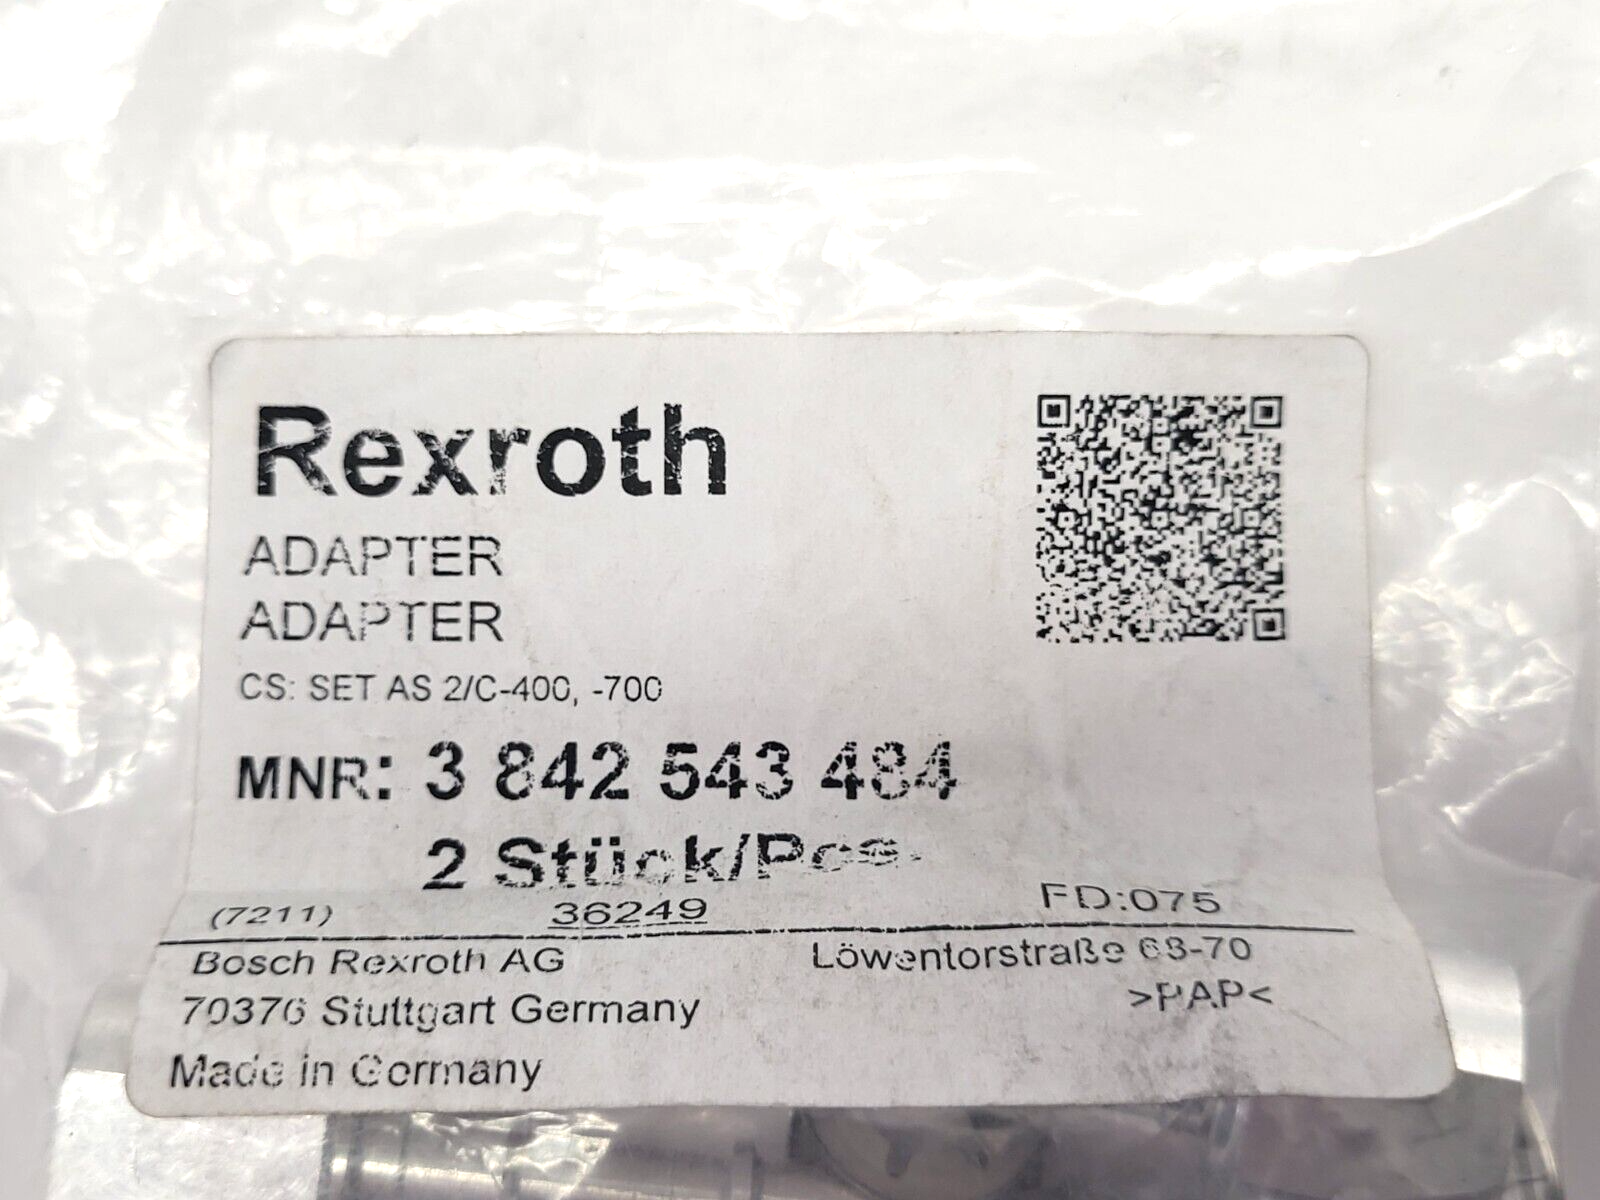 Rexroth
ADAPTER
ADAPTER
CS: SET AS 2/C-400, -700
MNR: 3 842 543 484
2 Stück/Pcs.
(7211) 36249 FD:075
Bosch Rexroth AG Löwentorstraße 68-70
70376 Stuttgart Germany >PAP<
Made in Germany